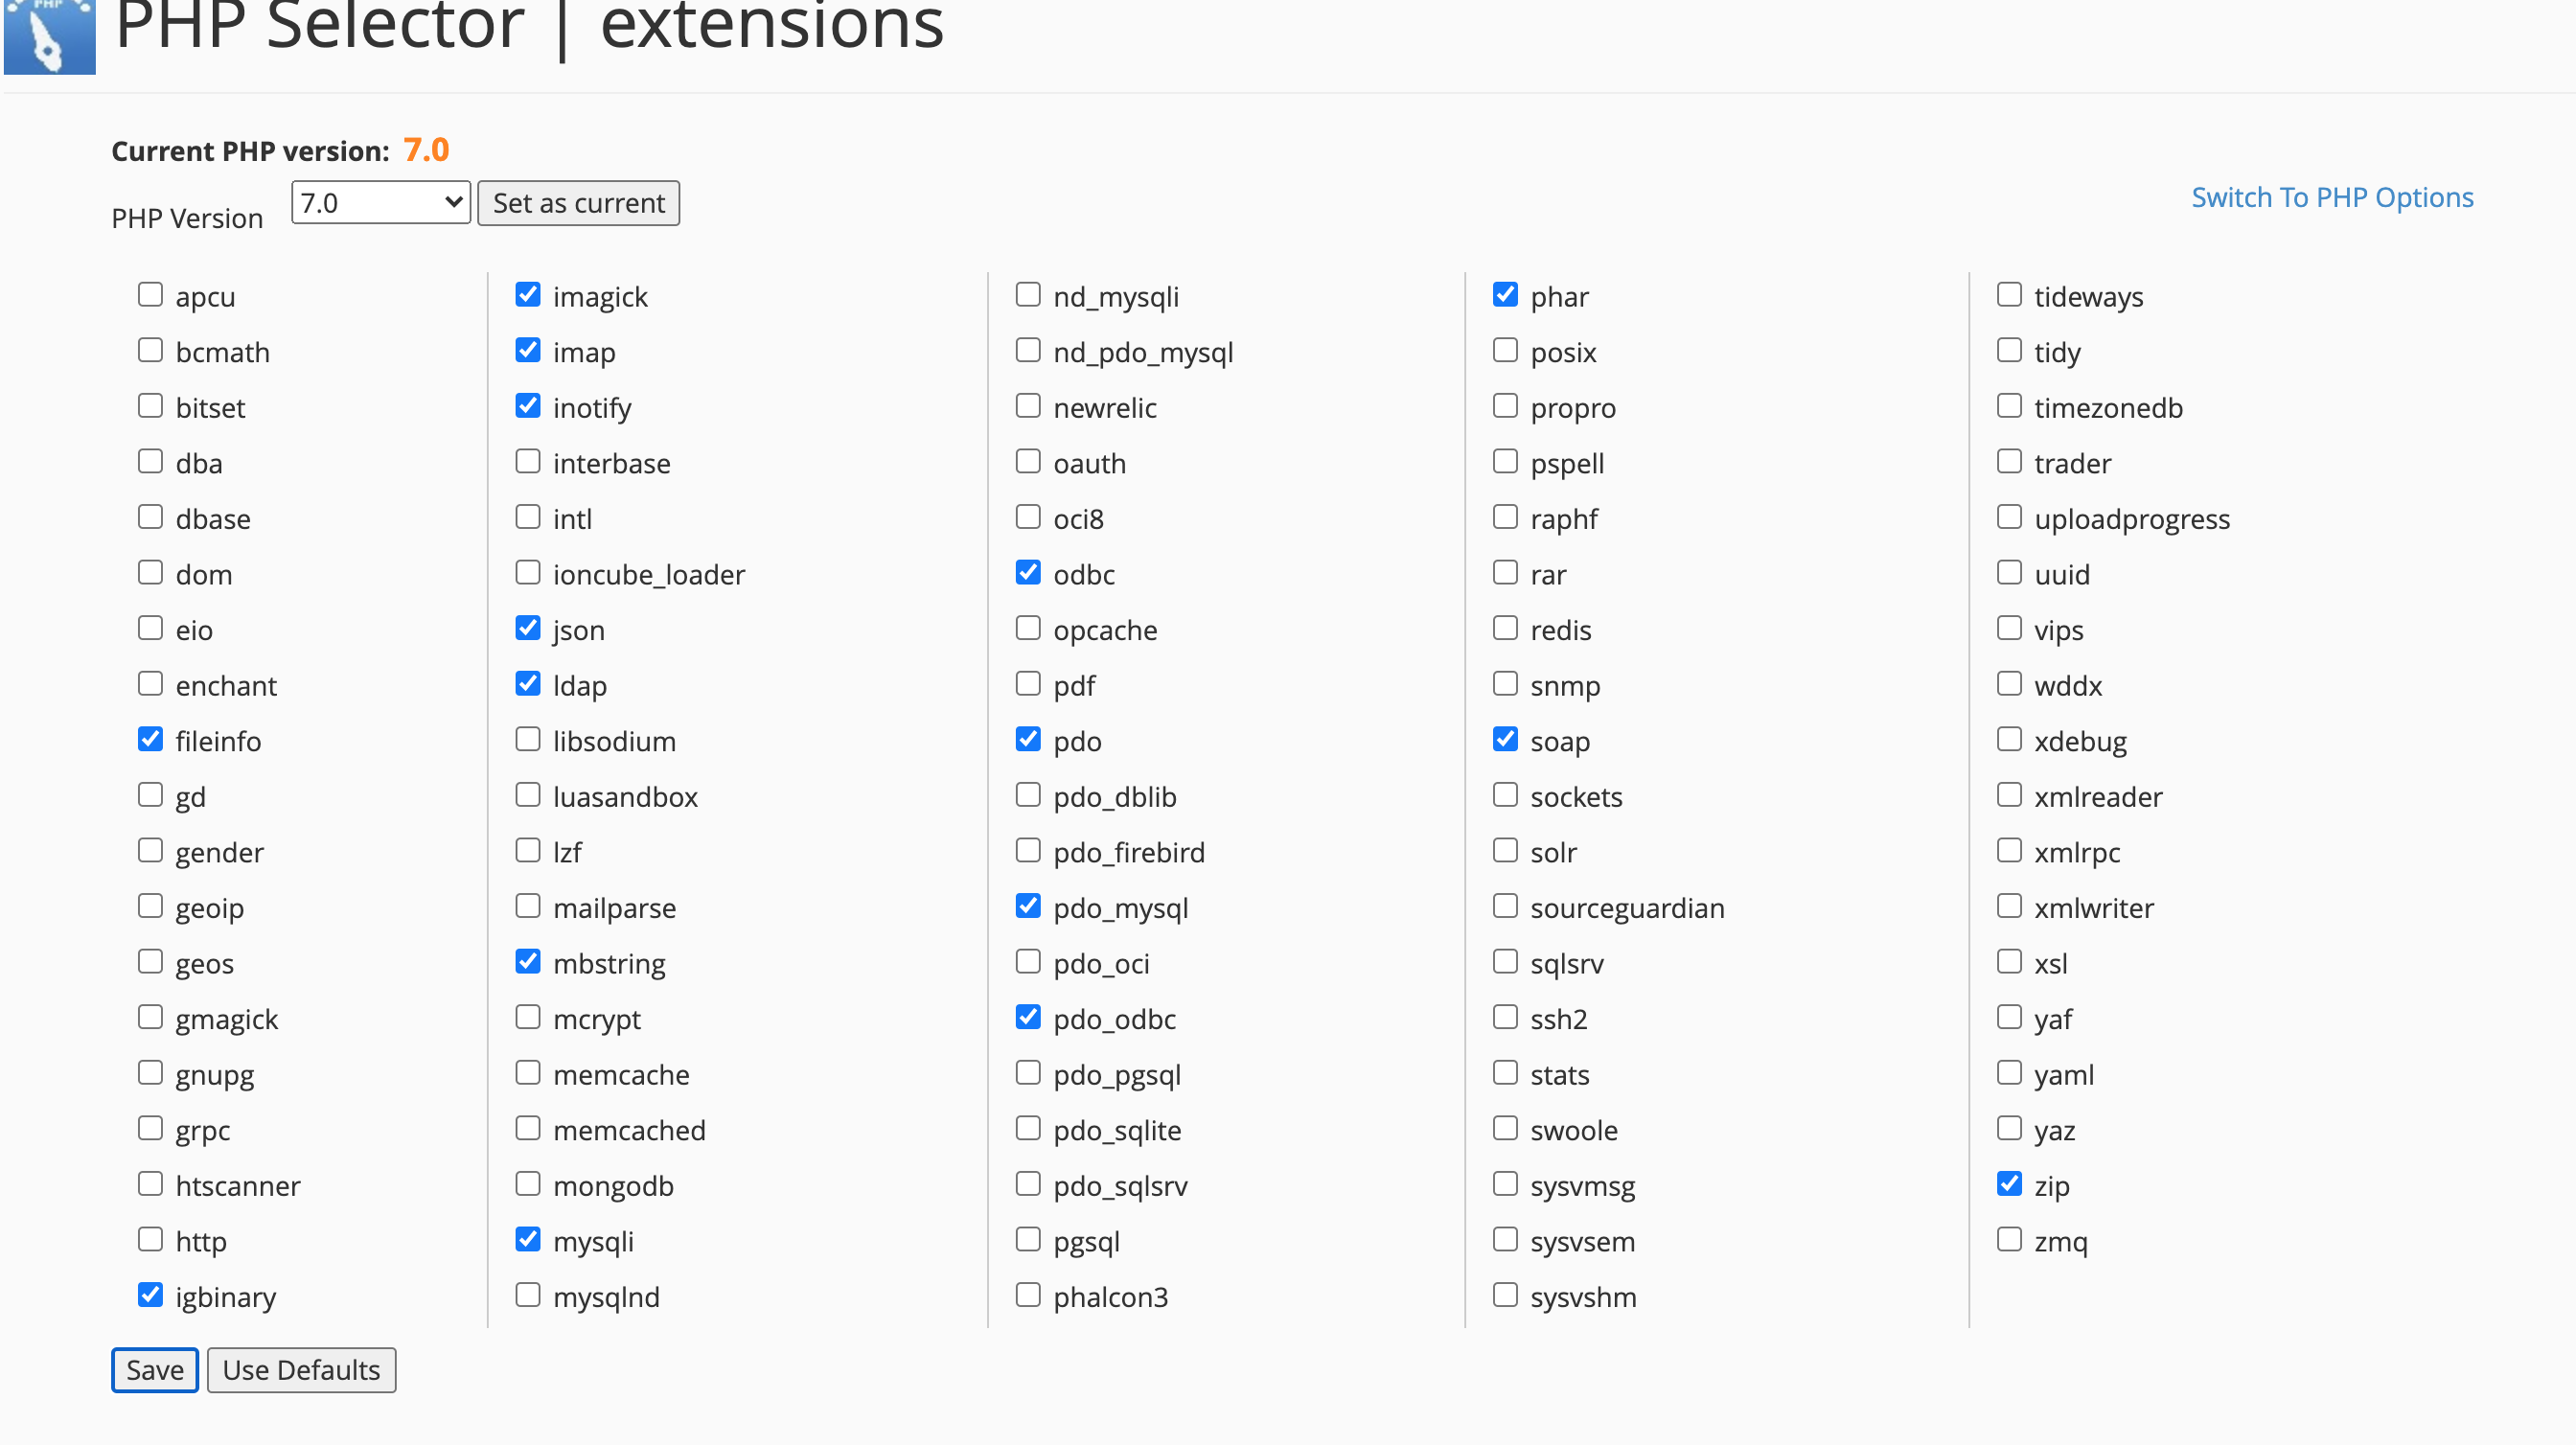 PHP
PHP Selector | extensions
Current PHP version: 7.0
PHP Version 7.0 Set as current
Switch To PHP Options
apcu
bcmath
bitset
dba
dbase
dom
eio
enchant
fileinfo
gd
gender
geoip
geos
gmagick
gnupg
grpc
htscanner
http
igbinary
imagick
imap
inotify
interbase
intl
ioncube_loader
json
ldap
libsodium
luasandbox
lzf
mailparse
mbstring
mcrypt
memcache
memcached
mongodb
mysqli
mysqlnd
nd_mysqli
nd_pdo_mysql
newrelic
oauth
oci8
odbc
opcache
pdf
pdo
pdo_dblib
pdo_firebird
pdo_mysql
pdo_oci
pdo_odbc
pdo_pgsql
pdo_sqlite
pdo_sqlsrv
pgsql
phalcon3
phar
posix
propro
pspell
raphf
rar
redis
snmp
soap
sockets
solr
sourceguardian
sqlsrv
ssh2
stats
swoole
sysvmsg
sysvsem
sysvshm
tideways
tidy
timezonedb
trader
uploadprogress
uuid
vips
wddx
xdebug
xmlreader
xmlrpc
xmlwriter
xsl
yaf
yaml
yaz
zip
zmq
Save Use Defaults